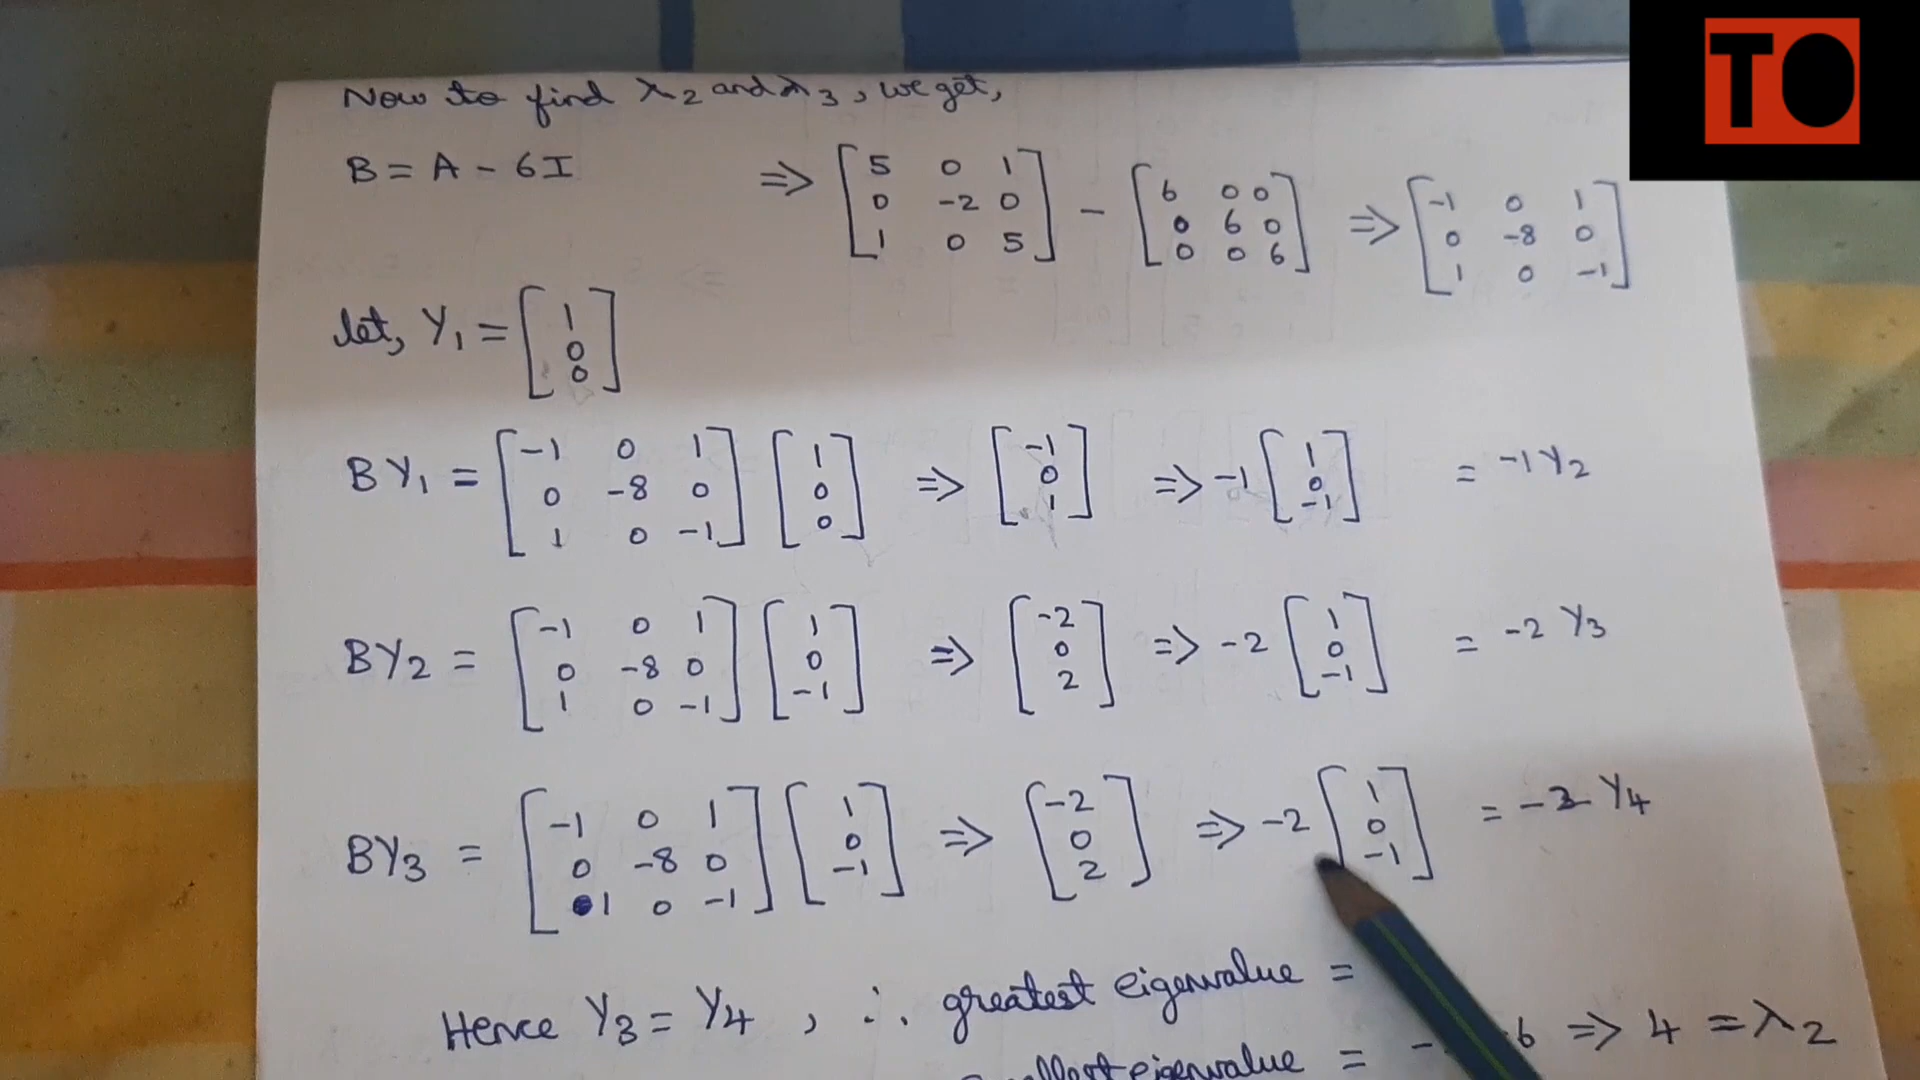 TO
Now to find λ2 and λ3, we get,
B = A - 6I ⇒ [5 0 1; 0 -2 0; 1 0 5] - [6 0 0; 0 6 0; 0 0 6] ⇒ [-1 0 1; 0 -8 0; 1 0 -1]
let, Y1 = [1; 0; 0]
BY1 = [-1 0 1; 0 -8 0; 1 0 -1] [1; 0; 0] ⇒ [-1; 0; 1] ⇒ -1 [1; 0; -1] = -1 Y2
BY2 = [-1 0 1; 0 -8 0; 1 0 -1] [1; 0; -1] ⇒ [-2; 0; 2] ⇒ -2 [1; 0; -1] = -2 Y3
BY3 = [-1 0 1; 0 -8 0; 1 0 -1] [1; 0; -1] ⇒ [-2; 0; 2] ⇒ -2 [1; 0; -1] = -2 Y4
Hence Y3 = Y4 , ∴ greatest eigenvalue =
eigenvalue = - 6 ⇒ 4 = λ2